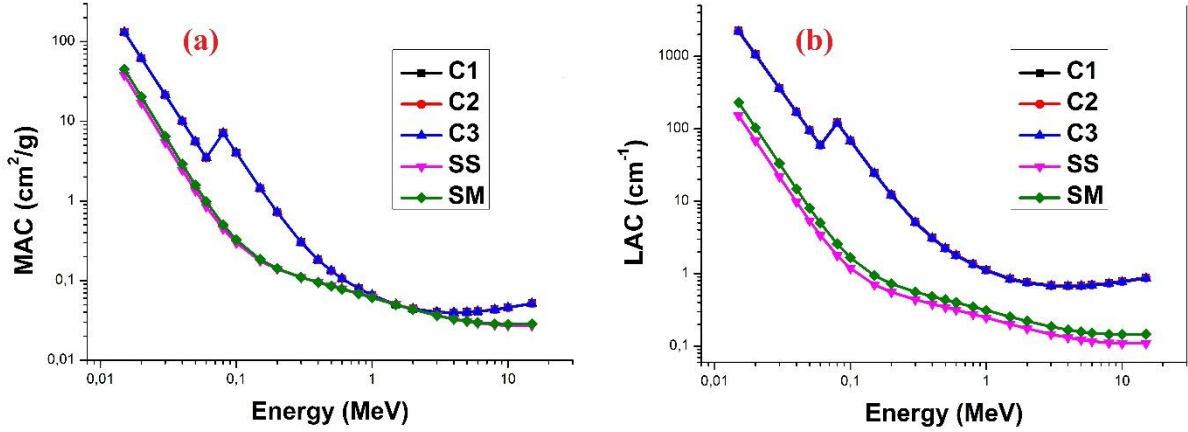 (a)
MAC (cm²/g)
100
10
1
0,1
0,01
C1
C2
C3
SS
SM
0,01
0,1
1
10
Energy (MeV)
(b)
LAC (cm⁻¹)
1000
100
10
1
0,1
C1
C2
C3
SS
SM
0,01
0,1
1
10
Energy (MeV)